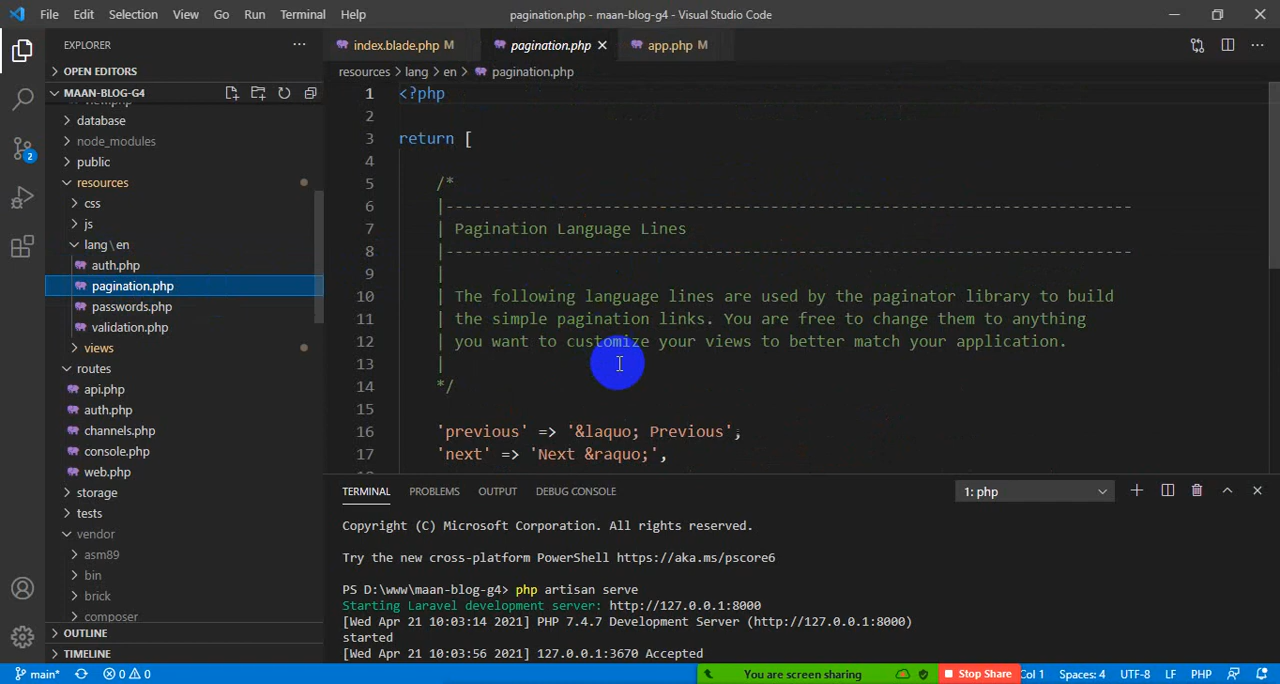 File Edit Selection View Go Run Terminal Help pagination.php - maan-blog-g4 - Visual Studio Code
EXPLORER
index.blade.php M
pagination.php
app.php M
OPEN EDITORS
resources > lang > en > pagination.php
MAAN-BLOG-G4
database
node_modules
public
resources
css
js
lang\en
auth.php
pagination.php
passwords.php
validation.php
views
routes
api.php
auth.php
channels.php
console.php
web.php
storage
tests
vendor
asm89
bin
brick
composer
OUTLINE
TIMELINE
2
1 <?php
2
3 return [
4
5 /*
6 |--------------------------------------------------------------------------
7 | Pagination Language Lines
8 |--------------------------------------------------------------------------
9 |
10 | The following language lines are used by the paginator library to build
11 | the simple pagination links. You are free to change them to anything
12 | you want to customize your views to better match your application.
13 |
14 */
15
16 'previous' => '&laquo; Previous',
17 'next' => 'Next &raquo;',
TERMINAL PROBLEMS OUTPUT DEBUG CONSOLE 1: php
Copyright (C) Microsoft Corporation. All rights reserved.
Try the new cross-platform PowerShell https://aka.ms/pscore6
PS D:\www\maan-blog-g4> php artisan serve
Starting Laravel development server: http://127.0.0.1:8000
[Wed Apr 21 10:03:14 2021] PHP 7.4.7 Development Server (http://127.0.0.1:8000)
started
[Wed Apr 21 10:03:56 2021] 127.0.0.1:3670 Accepted
main* 0 0 You are screen sharing Stop Share Col 1 Spaces: 4 UTF-8 LF PHP